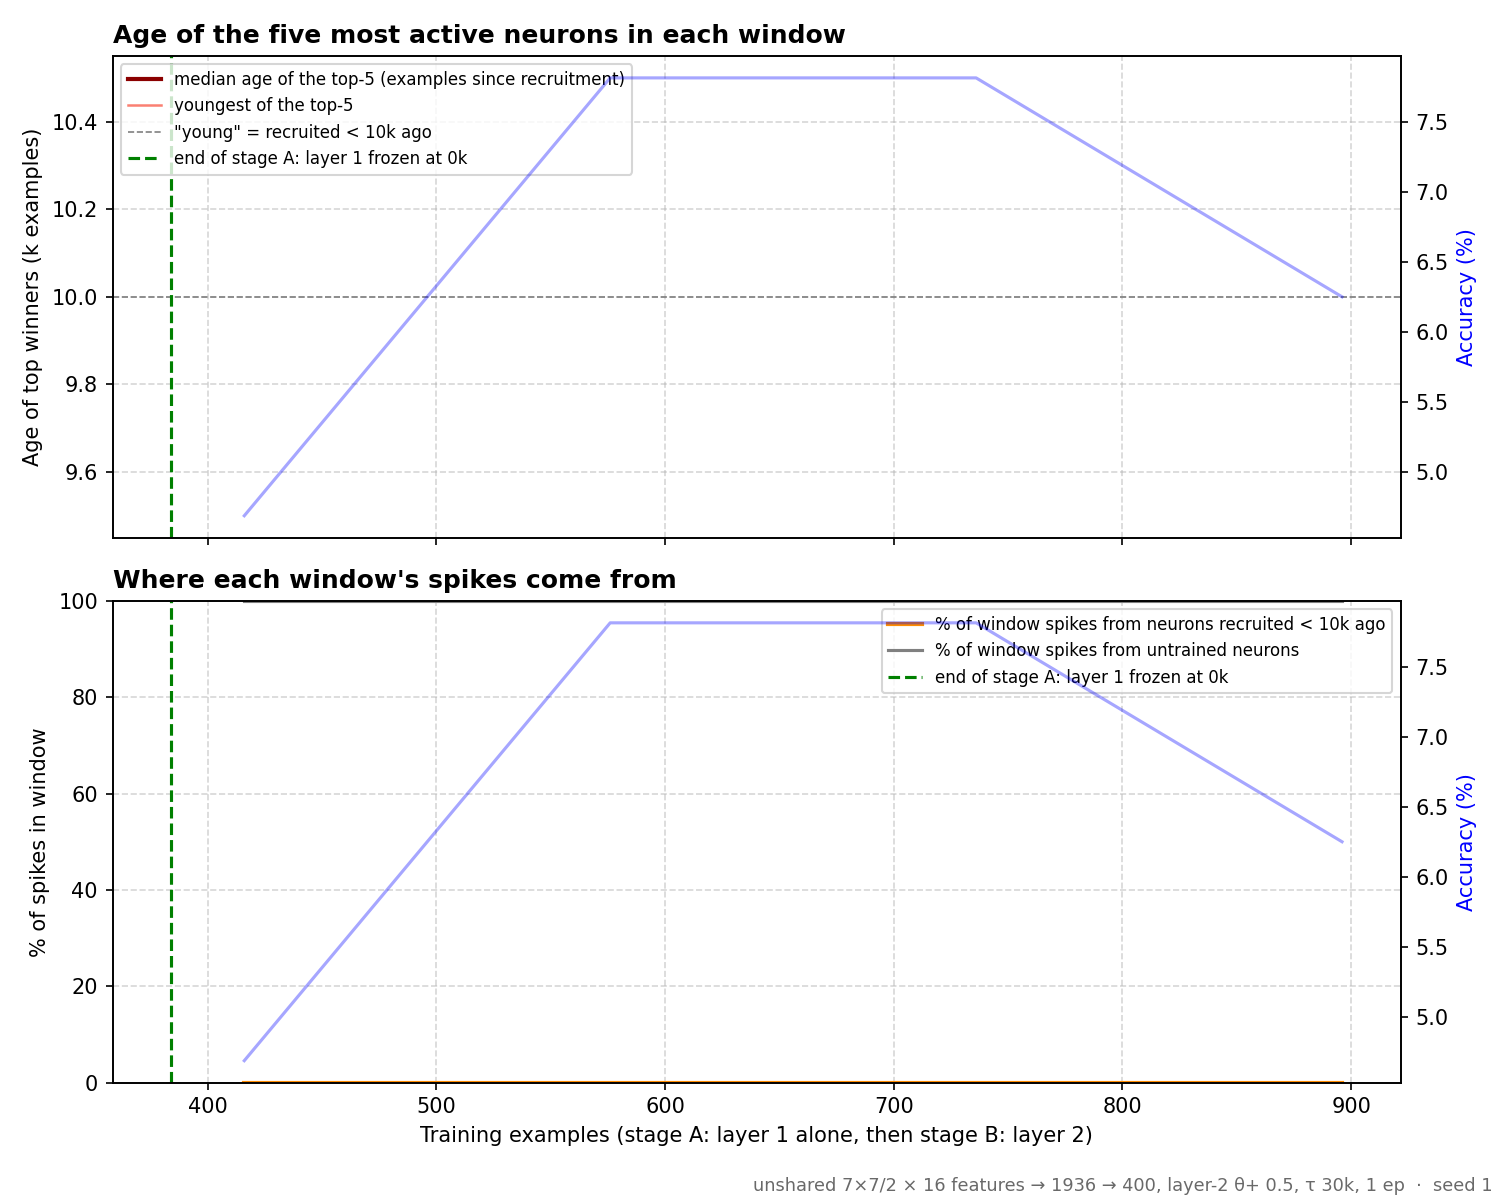 Age of the five most active neurons in each window
median age of the top-5 (examples since recruitment)
youngest of the top-5
"young" = recruited < 10k ago
end of stage A: layer 1 frozen at 0k
10.4
10.2
10.0
9.8
9.6
Age of top winners (k examples)
7.5
7.0
6.5
6.0
5.5
5.0
Accuracy (%)
Where each window's spikes come from
% of window spikes from neurons recruited < 10k ago
% of window spikes from untrained neurons
end of stage A: layer 1 frozen at 0k
100
80
60
40
20
0
% of spikes in window
7.5
7.0
6.5
6.0
5.5
5.0
Accuracy (%)
400 500 600 700 800 900
Training examples (stage A: layer 1 alone, then stage B: layer 2)
unshared 7×7/2 × 16 features → 1936 → 400, layer-2 θ+ 0.5, τ 30k, 1 ep · seed 1